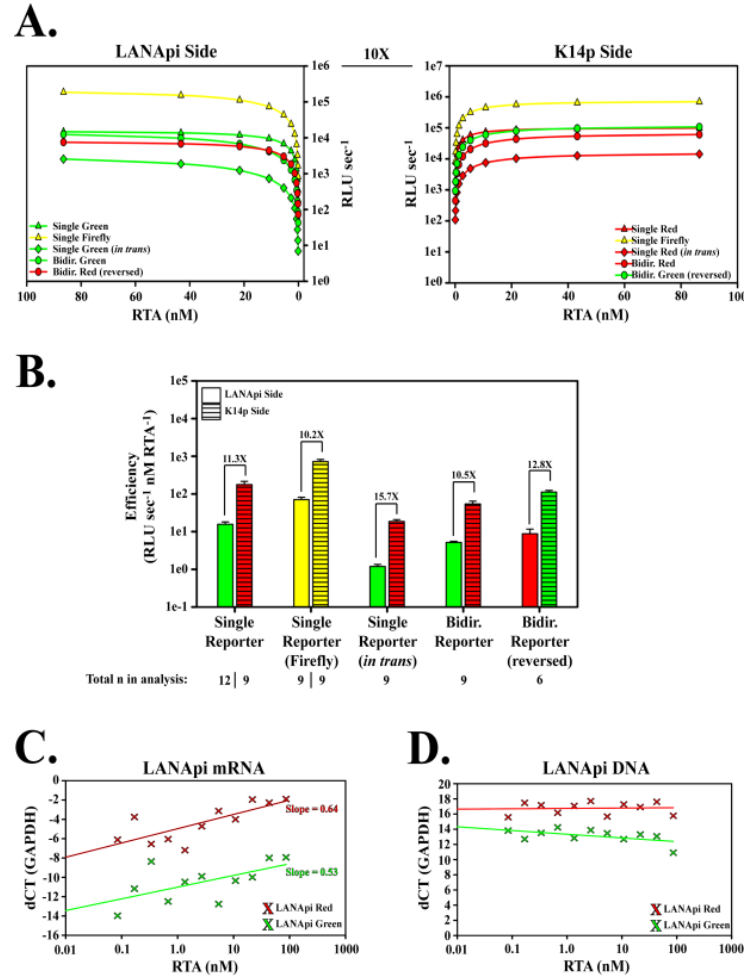 A.
LANApi Side
10X
K14p Side
1e6
1e5
1e4
1e3
1e2
1e1
1e0
RLU sec-1
Single Green
Single Firefly
Single Green (in trans)
Bidir. Green
Bidir. Red (reversed)
100 80 60 40 20 0
RTA (nM)
1e7
1e6
1e5
1e4
1e3
1e2
1e1
1e0
RLU sec-1
Single Red
Single Firefly
Single Red (in trans)
Bidir. Red
Bidir. Green (reversed)
0 20 40 60 80 100
RTA (nM)
B.
1e5
1e4
1e3
1e2
1e1
1e0
1e-1
Efficiency
(RLU sec-1 nM RTA-1)
LANApi Side
K14p Side
11.3X
10.2X
15.7X
10.5X
12.8X
Single
Reporter
Single
Reporter
(Firefly)
Single
Reporter
(in trans)
Bidir.
Reporter
Bidir.
Reporter
(reversed)
Total n in analysis: 12 | 9 9 | 9 9 9 6
C.
LANApi mRNA
0
-2
-4
-6
-8
-10
-12
-14
-16
dCT (GAPDH)
Slope = 0.64
Slope = 0.53
LANApi Red
LANApi Green
0.01 0.1 1.0 10 100 1000
RTA (nM)
D.
LANApi DNA
20
18
16
14
12
10
8
6
4
2
0
dCT (GAPDH)
LANApi Red
LANApi Green
0.01 0.1 1.0 10 100 1000
RTA (nM)